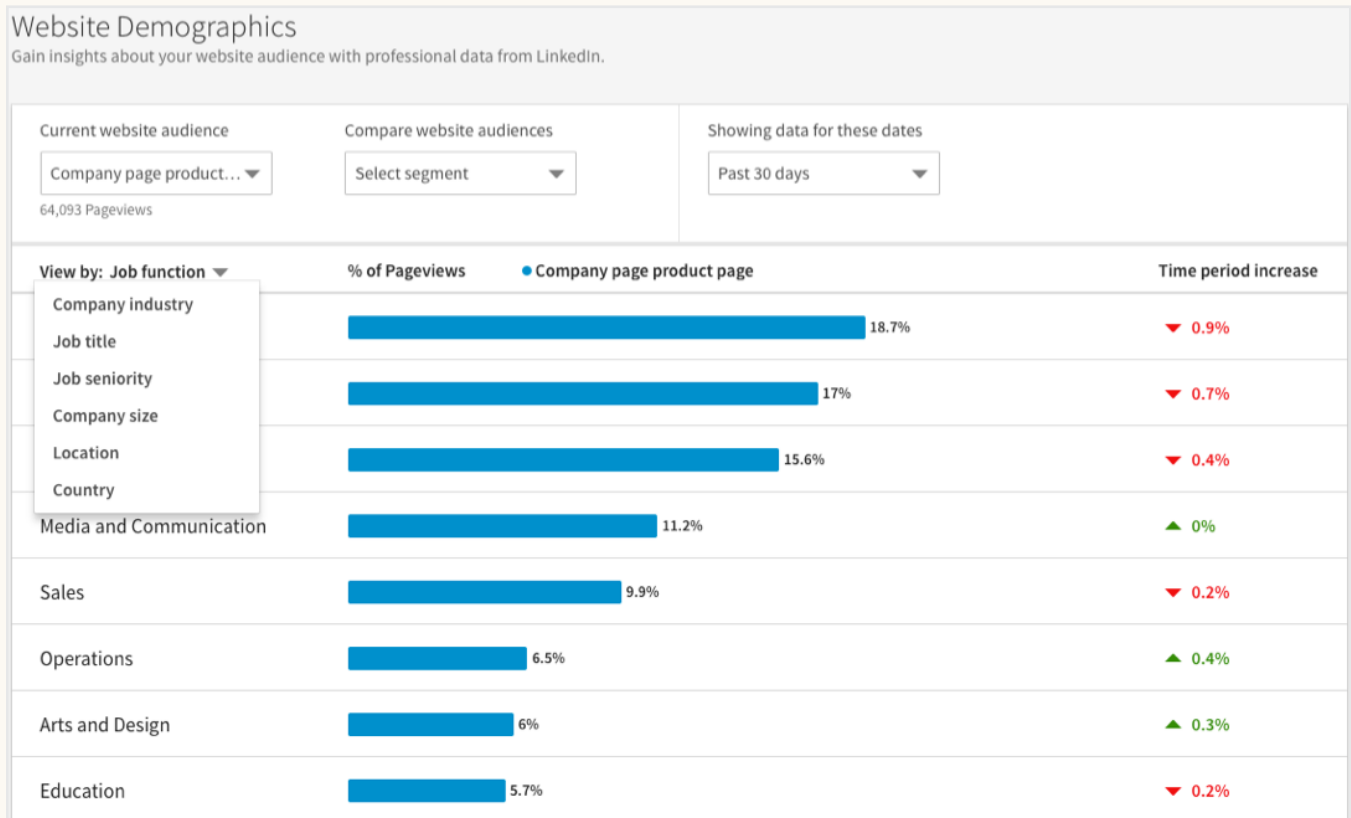 Website Demographics
Gain insights about your website audience with professional data from LinkedIn.
Current website audience
Compare website audiences
Showing data for these dates
Company page product...
Select segment
Past 30 days
64,093 Pageviews
View by: Job function
% of Pageviews
Company page product page
Time period increase
Company industry
Job title
Job seniority
Company size
Location
Country
18.7%
0.9%
17%
0.7%
15.6%
0.4%
Media and Communication
11.2%
0%
Sales
9.9%
0.2%
Operations
6.5%
0.4%
Arts and Design
6%
0.3%
Education
5.7%
0.2%